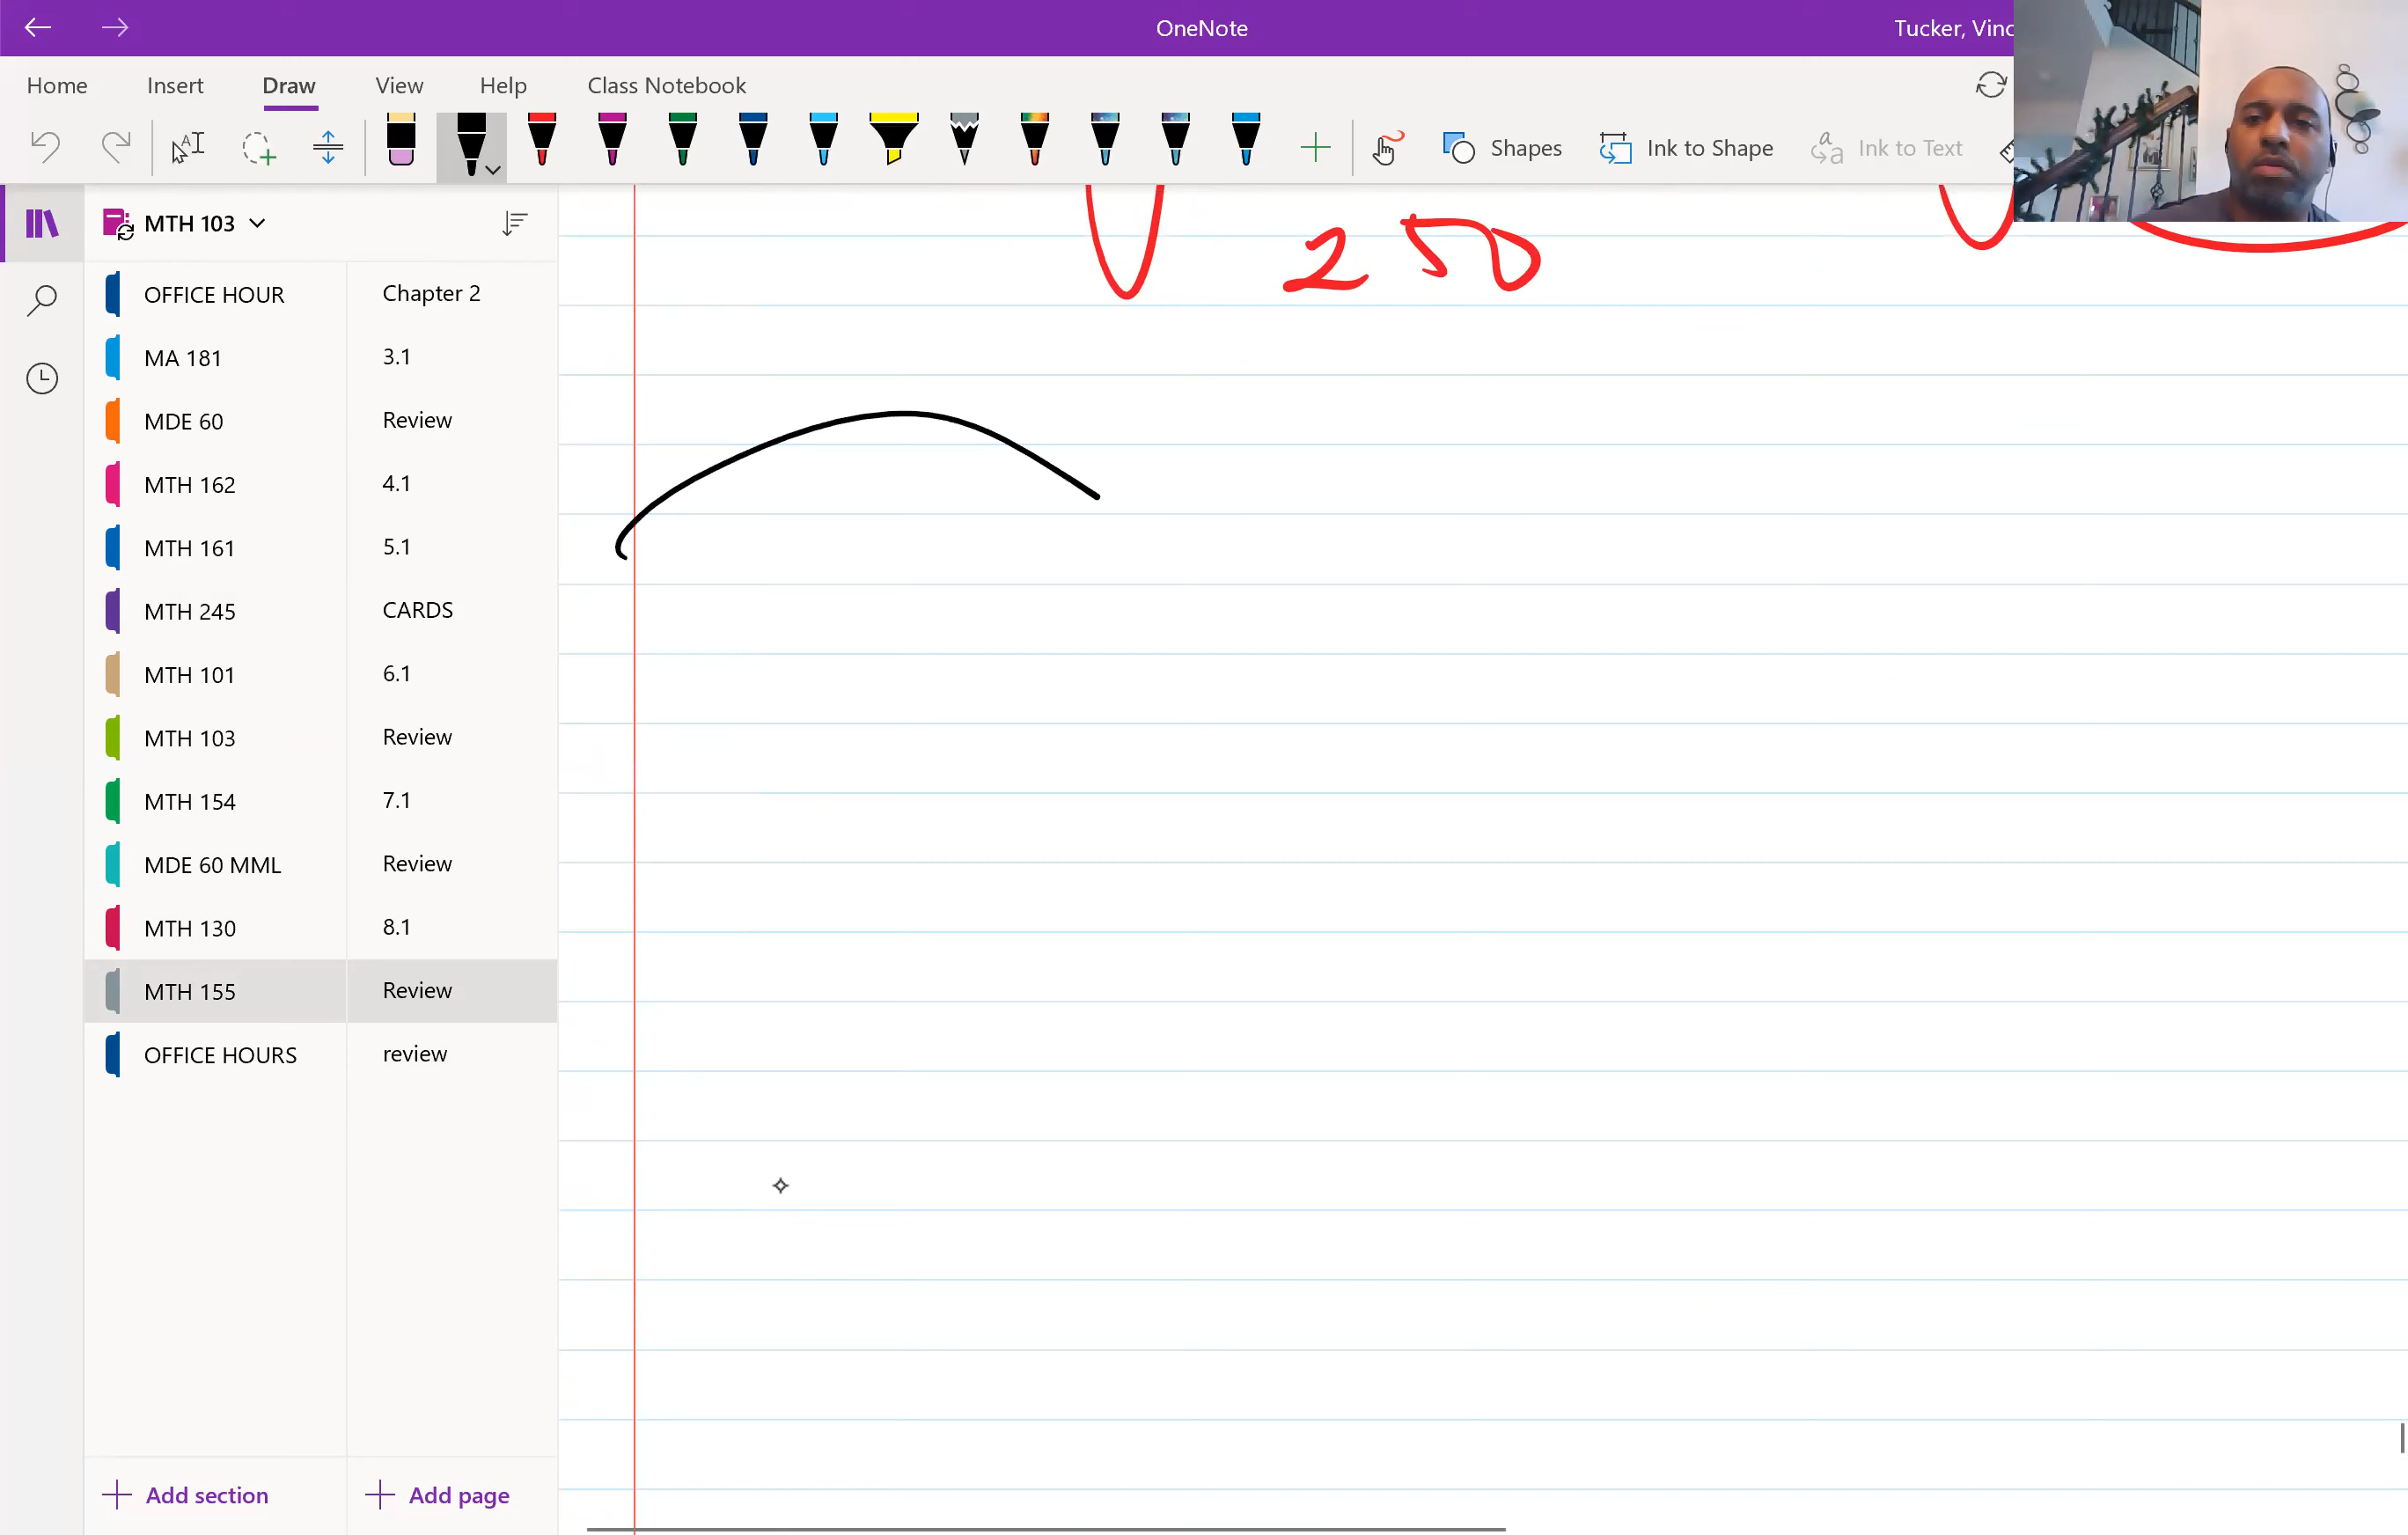 OneNote
Tucker, Vinc
Home Insert Draw View Help Class Notebook
Shapes Ink to Shape Ink to Text
MTH 103
250
OFFICE HOUR Chapter 2
MA 181 3.1
MDE 60 Review
MTH 162 4.1
MTH 161 5.1
MTH 245 CARDS
MTH 101 6.1
MTH 103 Review
MTH 154 7.1
MDE 60 MML Review
MTH 130 8.1
MTH 155 Review
OFFICE HOURS review
Add section Add page